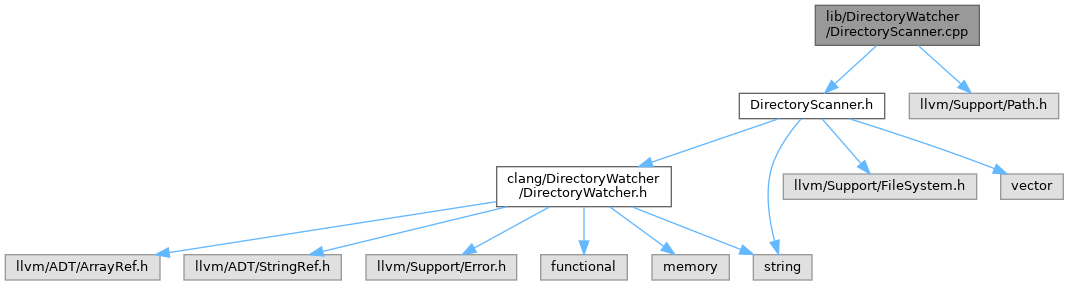 lib/DirectoryWatcher
/DirectoryScanner.cpp
DirectoryScanner.h
llvm/Support/Path.h
clang/DirectoryWatcher
/DirectoryWatcher.h
llvm/Support/FileSystem.h
vector
llvm/ADT/ArrayRef.h
llvm/ADT/StringRef.h
llvm/Support/Error.h
functional
memory
string